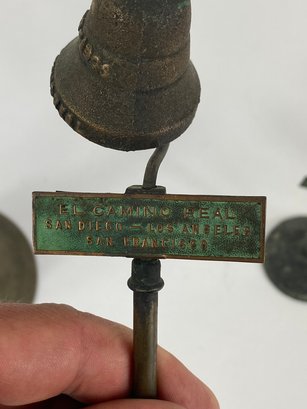 EL CAMINO REAL
SAN DIEGO - LOS ANGELES
SAN FRANCISCO